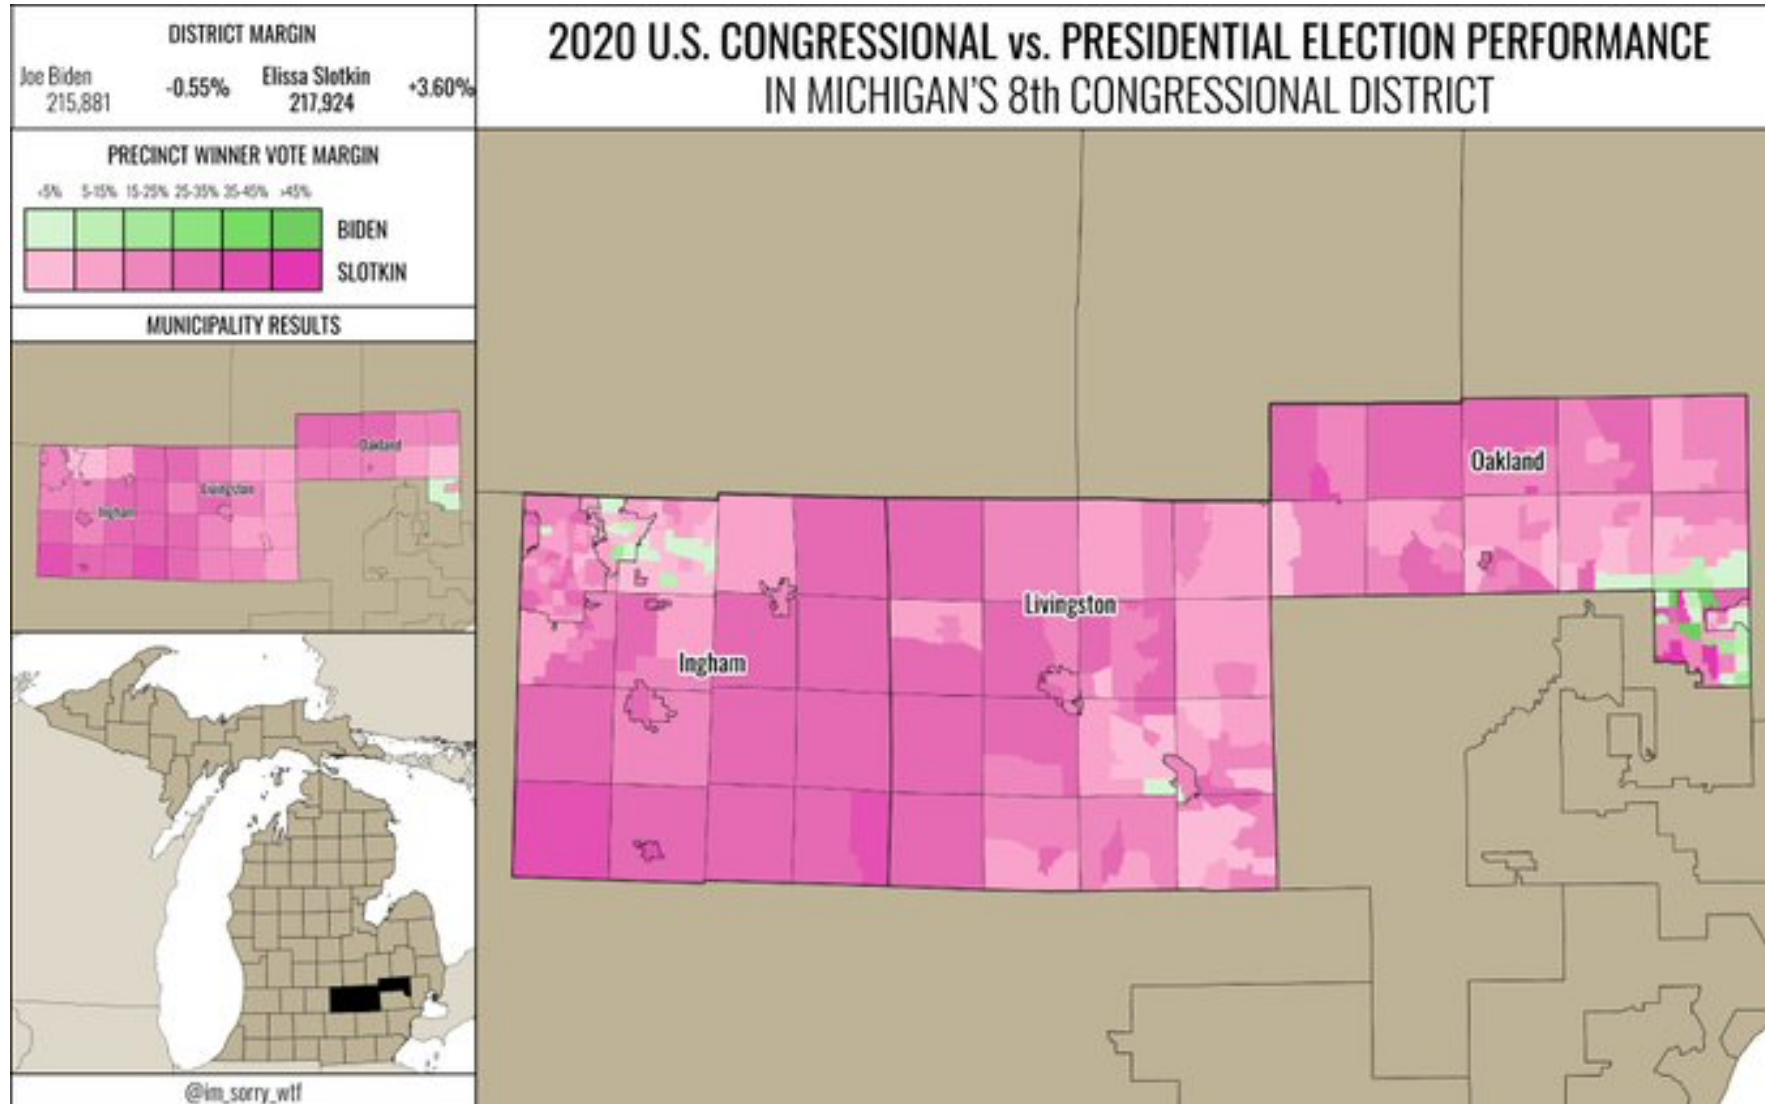 DISTRICT MARGIN
Joe Biden
215,881
-0.55%
Elissa Slotkin
217,924
+3.60%
2020 U.S. CONGRESSIONAL vs. PRESIDENTIAL ELECTION PERFORMANCE
IN MICHIGAN'S 8th CONGRESSIONAL DISTRICT
PRECINCT WINNER VOTE MARGIN
<5% 5-15% 15-25% 25-35% 35-45% >45%
BIDEN
SLOTKIN
MUNICIPALITY RESULTS
Oakland
Livingston
Ingham
Oakland
Livingston
Ingham
@im_sorry_wtf